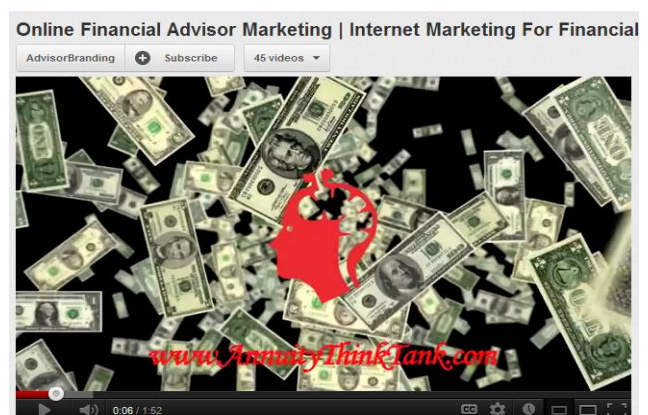 Online Financial Advisor Marketing | Internet Marketing For Financial
AdvisorBranding Subscribe 45 videos
www.AnnuityThinkTank.com
0:06 / 1:52
CC